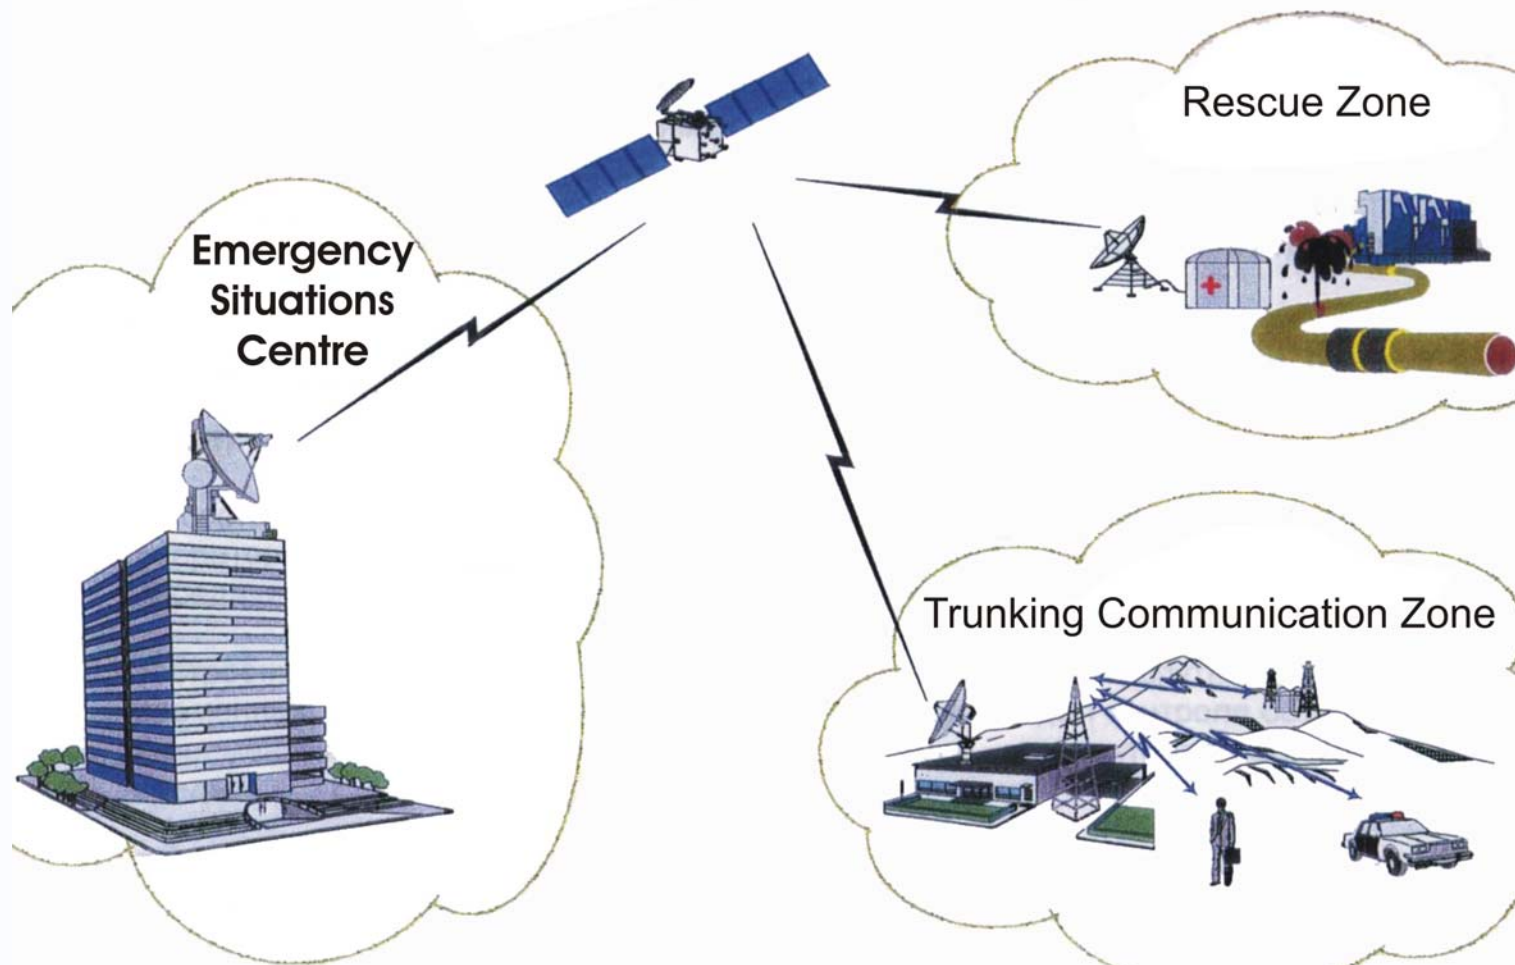 Rescue Zone
Emergency
Situations
Centre
Trunking Communication Zone